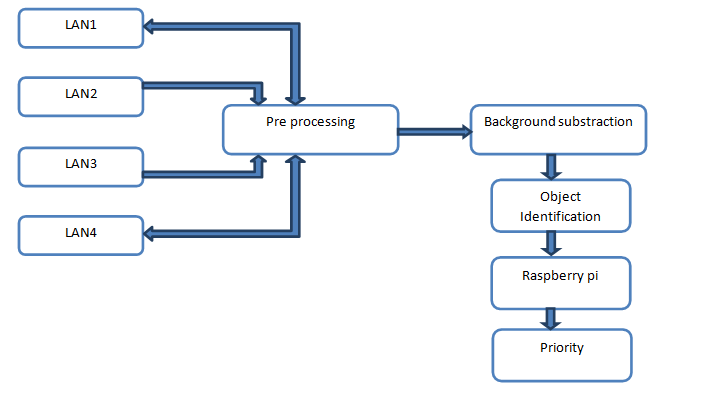 LAN1
LAN2
LAN3
LAN4
Pre processing
Background substraction
Object
Identification
Raspberry pi
Priority